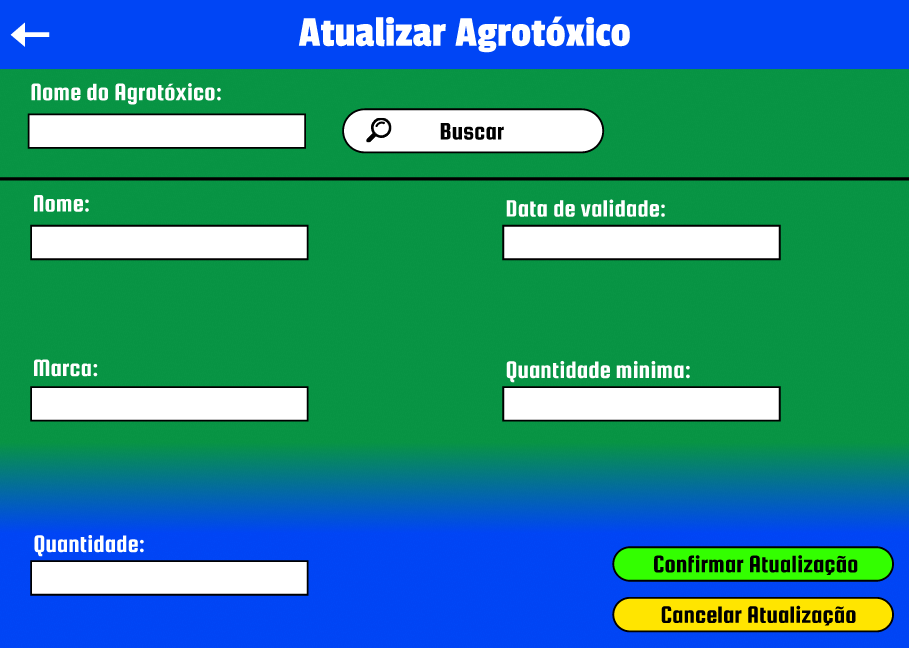 Atualizar Agrotóxico
Nome do Agrotóxico:
Buscar
Nome:
Data de validade:
Marca:
Quantidade minima:
Quantidade:
Confirmar Atualização
Cancelar Atualização